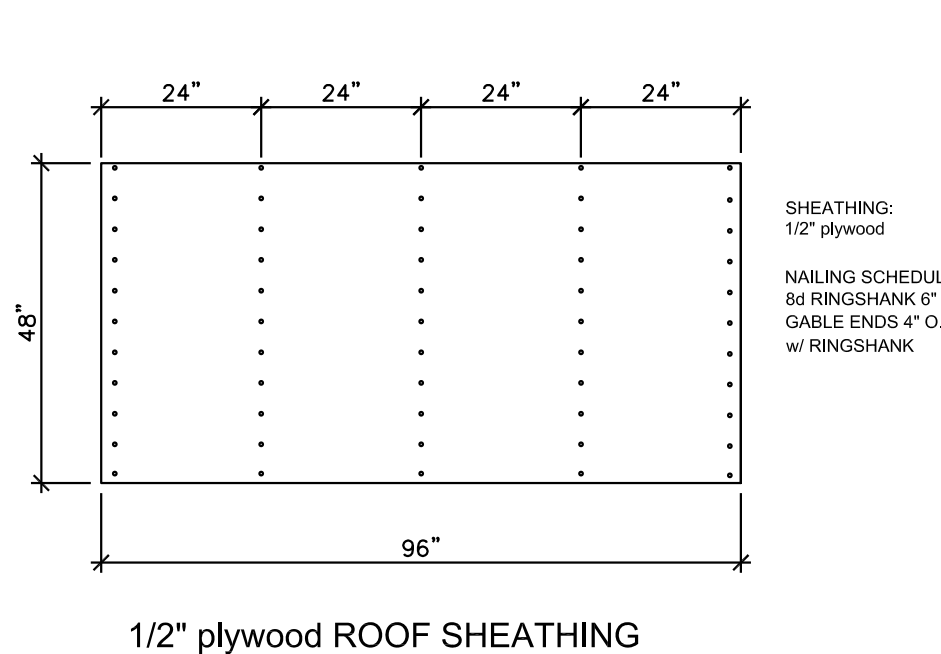 24" 24" 24" 24"
48"
SHEATHING:
1/2" plywood
NAILING SCHEDUL
8d RINGSHANK 6"
GABLE ENDS 4" O.
w/ RINGSHANK
96"
1/2" plywood ROOF SHEATHING